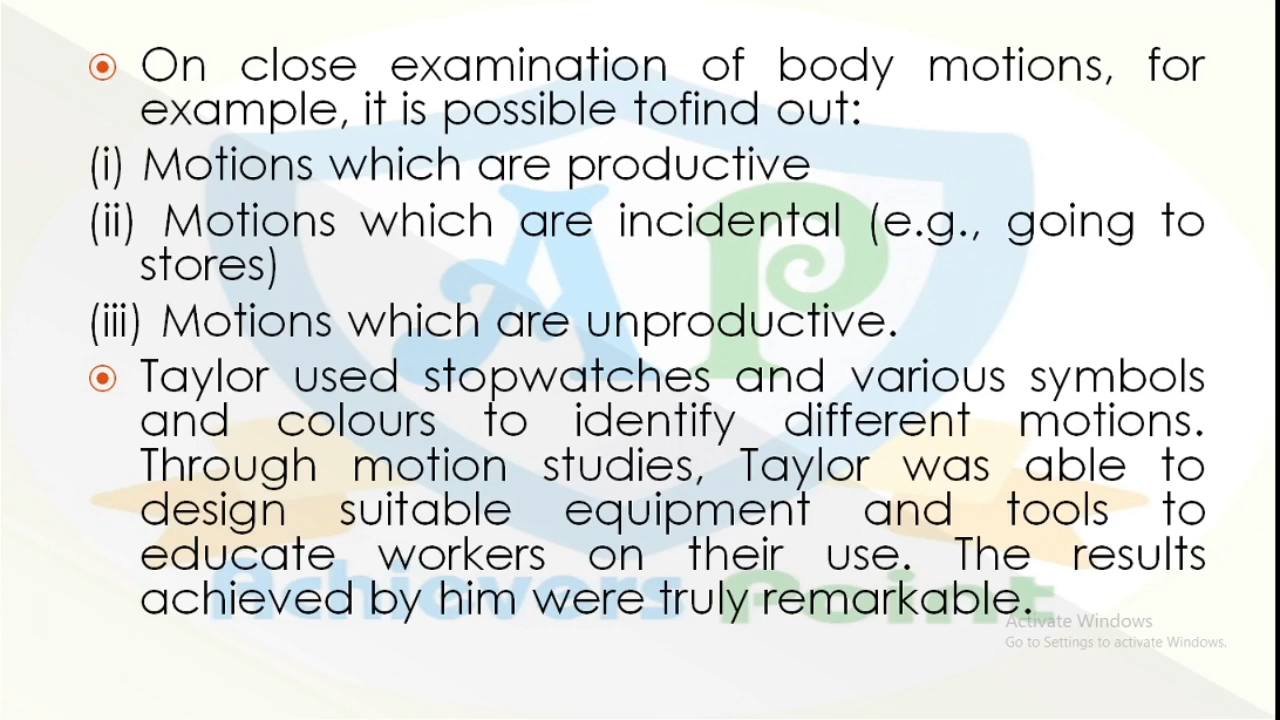 On close examination of body motions, for
example, it is possible tofind out:
(i) Motions which are productive
(ii) Motions which are incidental (e.g., going to
stores)
(iii) Motions which are unproductive.
Taylor used stopwatches and various symbols
and colours to identify different motions.
Through motion studies, Taylor was able to
design suitable equipment and tools to
educate workers on their use. The results
achieved by him were truly remarkable.
AP
Achievers Point
Activate Windows
Go to Settings to activate Windows.